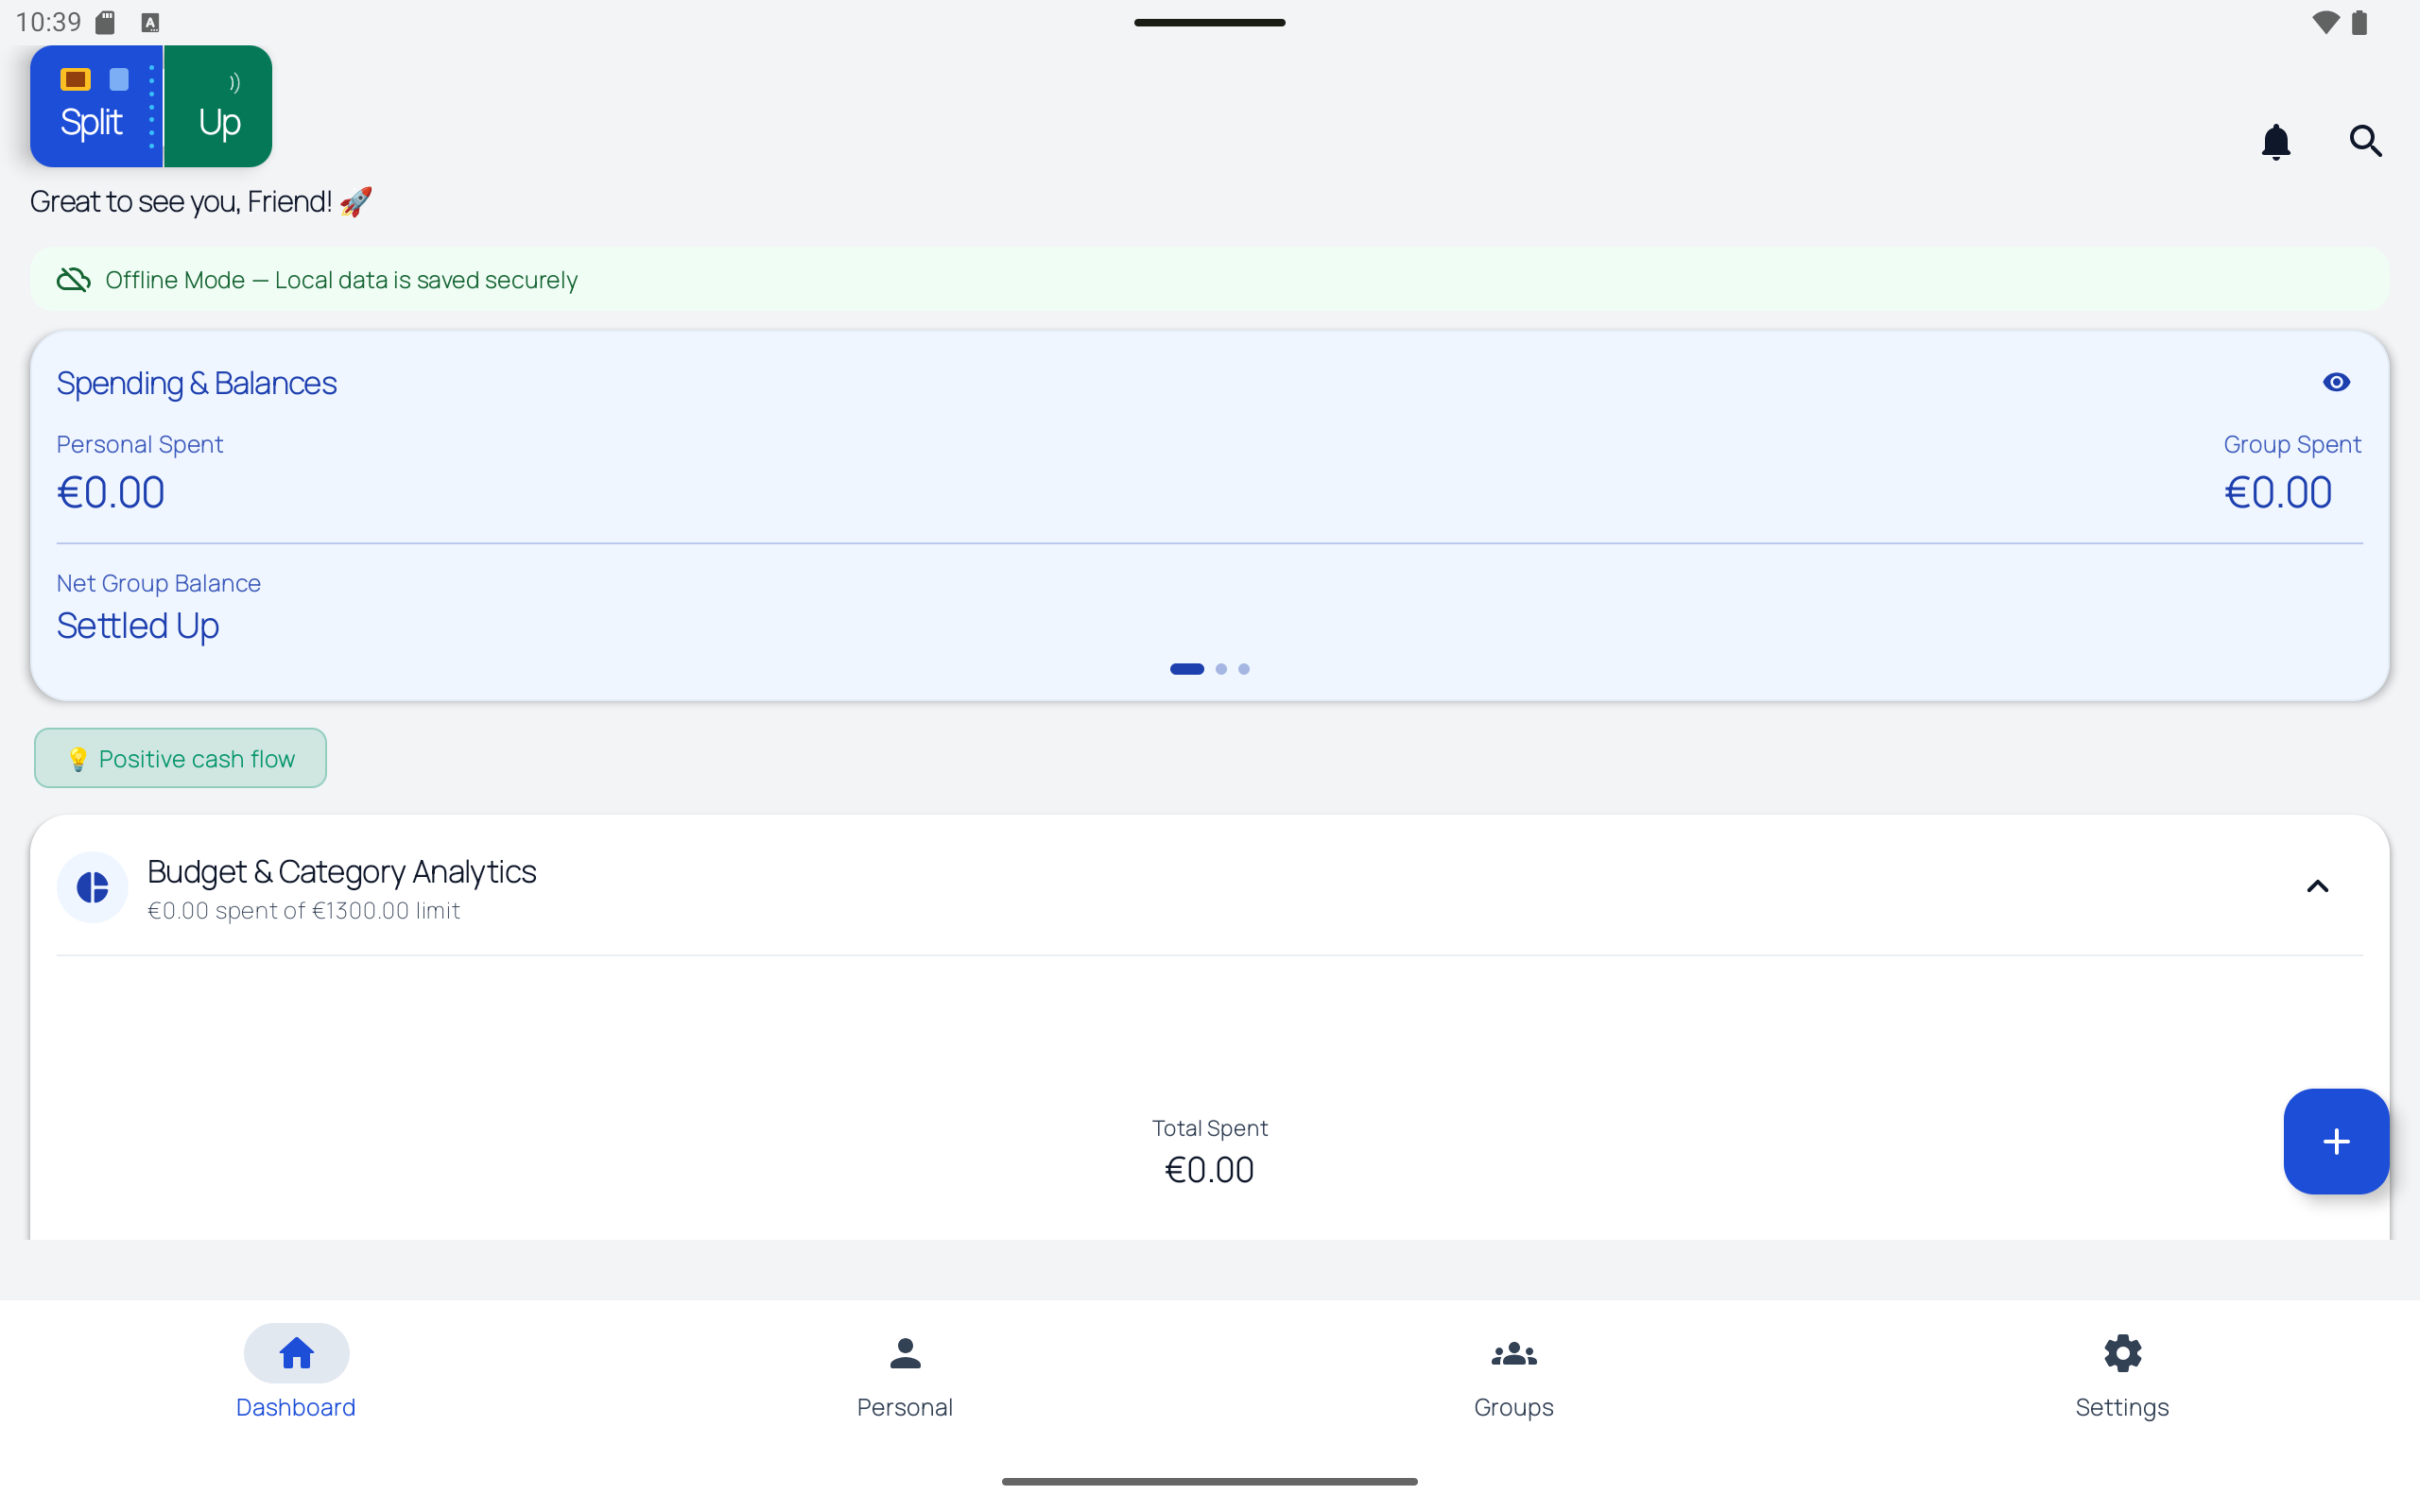 10:39
Split Up
Great to see you, Friend! 🚀
Offline Mode — Local data is saved securely
Spending & Balances
Personal Spent
€0.00
Group Spent
€0.00
Net Group Balance
Settled Up
💡 Positive cash flow
Budget & Category Analytics
€0.00 spent of €1300.00 limit
Total Spent
€0.00
Dashboard
Personal
Groups
Settings